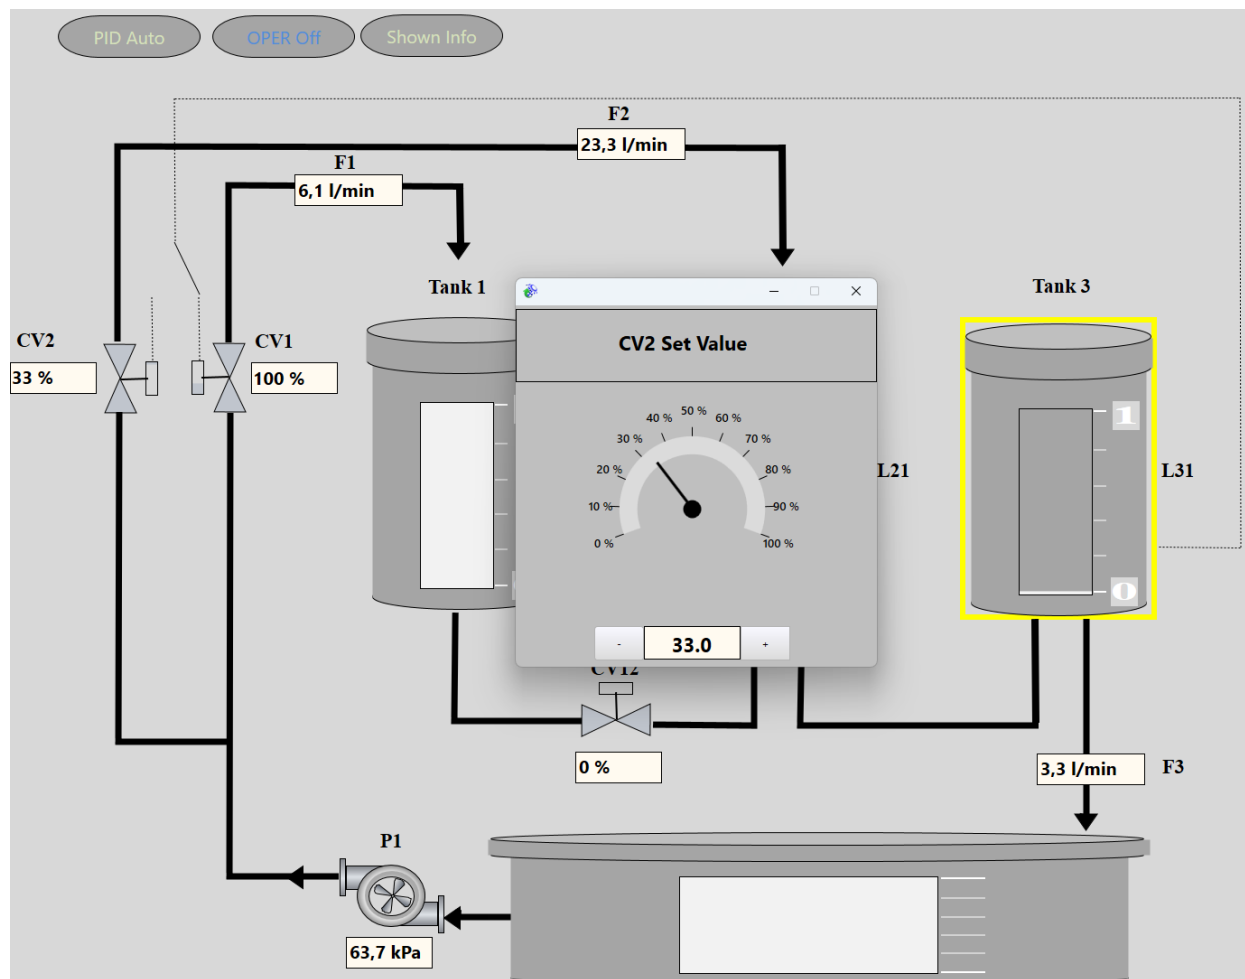 PID Auto
OPER Off
Shown Info
F2
23,3 l/min
F1
6,1 l/min
Tank 1
Tank 3
CV2
33 %
CV1
100 %
CV2 Set Value
0 %
10 %
20 %
30 %
40 %
50 %
60 %
70 %
80 %
90 %
100 %
33.0
-
+
L21
1
L31
0
CV12
0 %
3,3 l/min
F3
P1
63,7 kPa